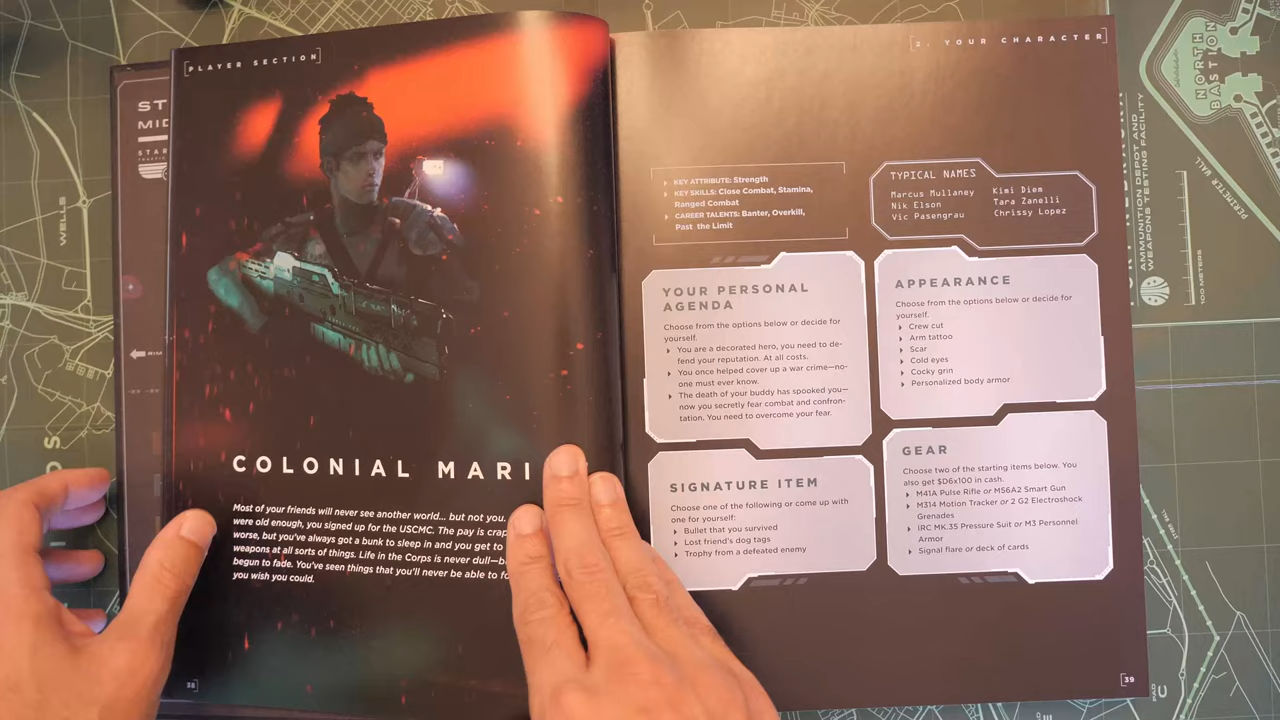 [PLAYER SECTION]
COLONIAL MARI
Most of your friends will never see another world... but not you.
were old enough, you signed up for the USCMC. The pay is crap
worse, but you've always got a bunk to sleep in and you get to
weapons at all sorts of things. Life in the Corps is never dull—
begun to fade. You've seen things that you'll never be able to
you wish you could.
38
[2. YOUR CHARACTER]
KEY ATTRIBUTE: Strength
KEY SKILLS: Close Combat, Stamina,
Ranged Combat
CAREER TALENTS: Banter, Overkill,
Past the Limit
TYPICAL NAMES
Marcus Mullaney
Nik Elson
Vic Pasengrau
Kimi Diem
Tara Zanelli
Chrissy Lopez
YOUR PERSONAL
AGENDA
Choose from the options below or decide for
yourself.
You are a decorated hero, you need to de-
fend your reputation. At all costs.
You once helped cover up a war crime—no-
one must ever know.
The death of your buddy has spooked you—
now you secretly fear combat and confron-
tation. You need to overcome your fear.
APPEARANCE
Choose from the options below or decide for
yourself.
Crew cut
Arm tattoo
Scar
Cold eyes
Cocky grin
Personalized body armor
SIGNATURE ITEM
Choose one of the following or come up with
one for yourself:
Bullet that you survived
Lost friend's dog tags
Trophy from a defeated enemy
GEAR
Choose two of the starting items below. You
also get $D6x100 in cash.
M41A Pulse Rifle or M56A2 Smart Gun
M314 Motion Tracker or 2 G2 Electroshock
Grenades
IRC MK.35 Pressure Suit or M3 Personnel
Armor
Signal flare or deck of cards
[39]
ST
MID
STAR
WELLS
NORTH
BASTION
PERIMETER WALL
AMMUNITION DEPOT AND
WEAPONS TESTING FACILITY
100 METERS